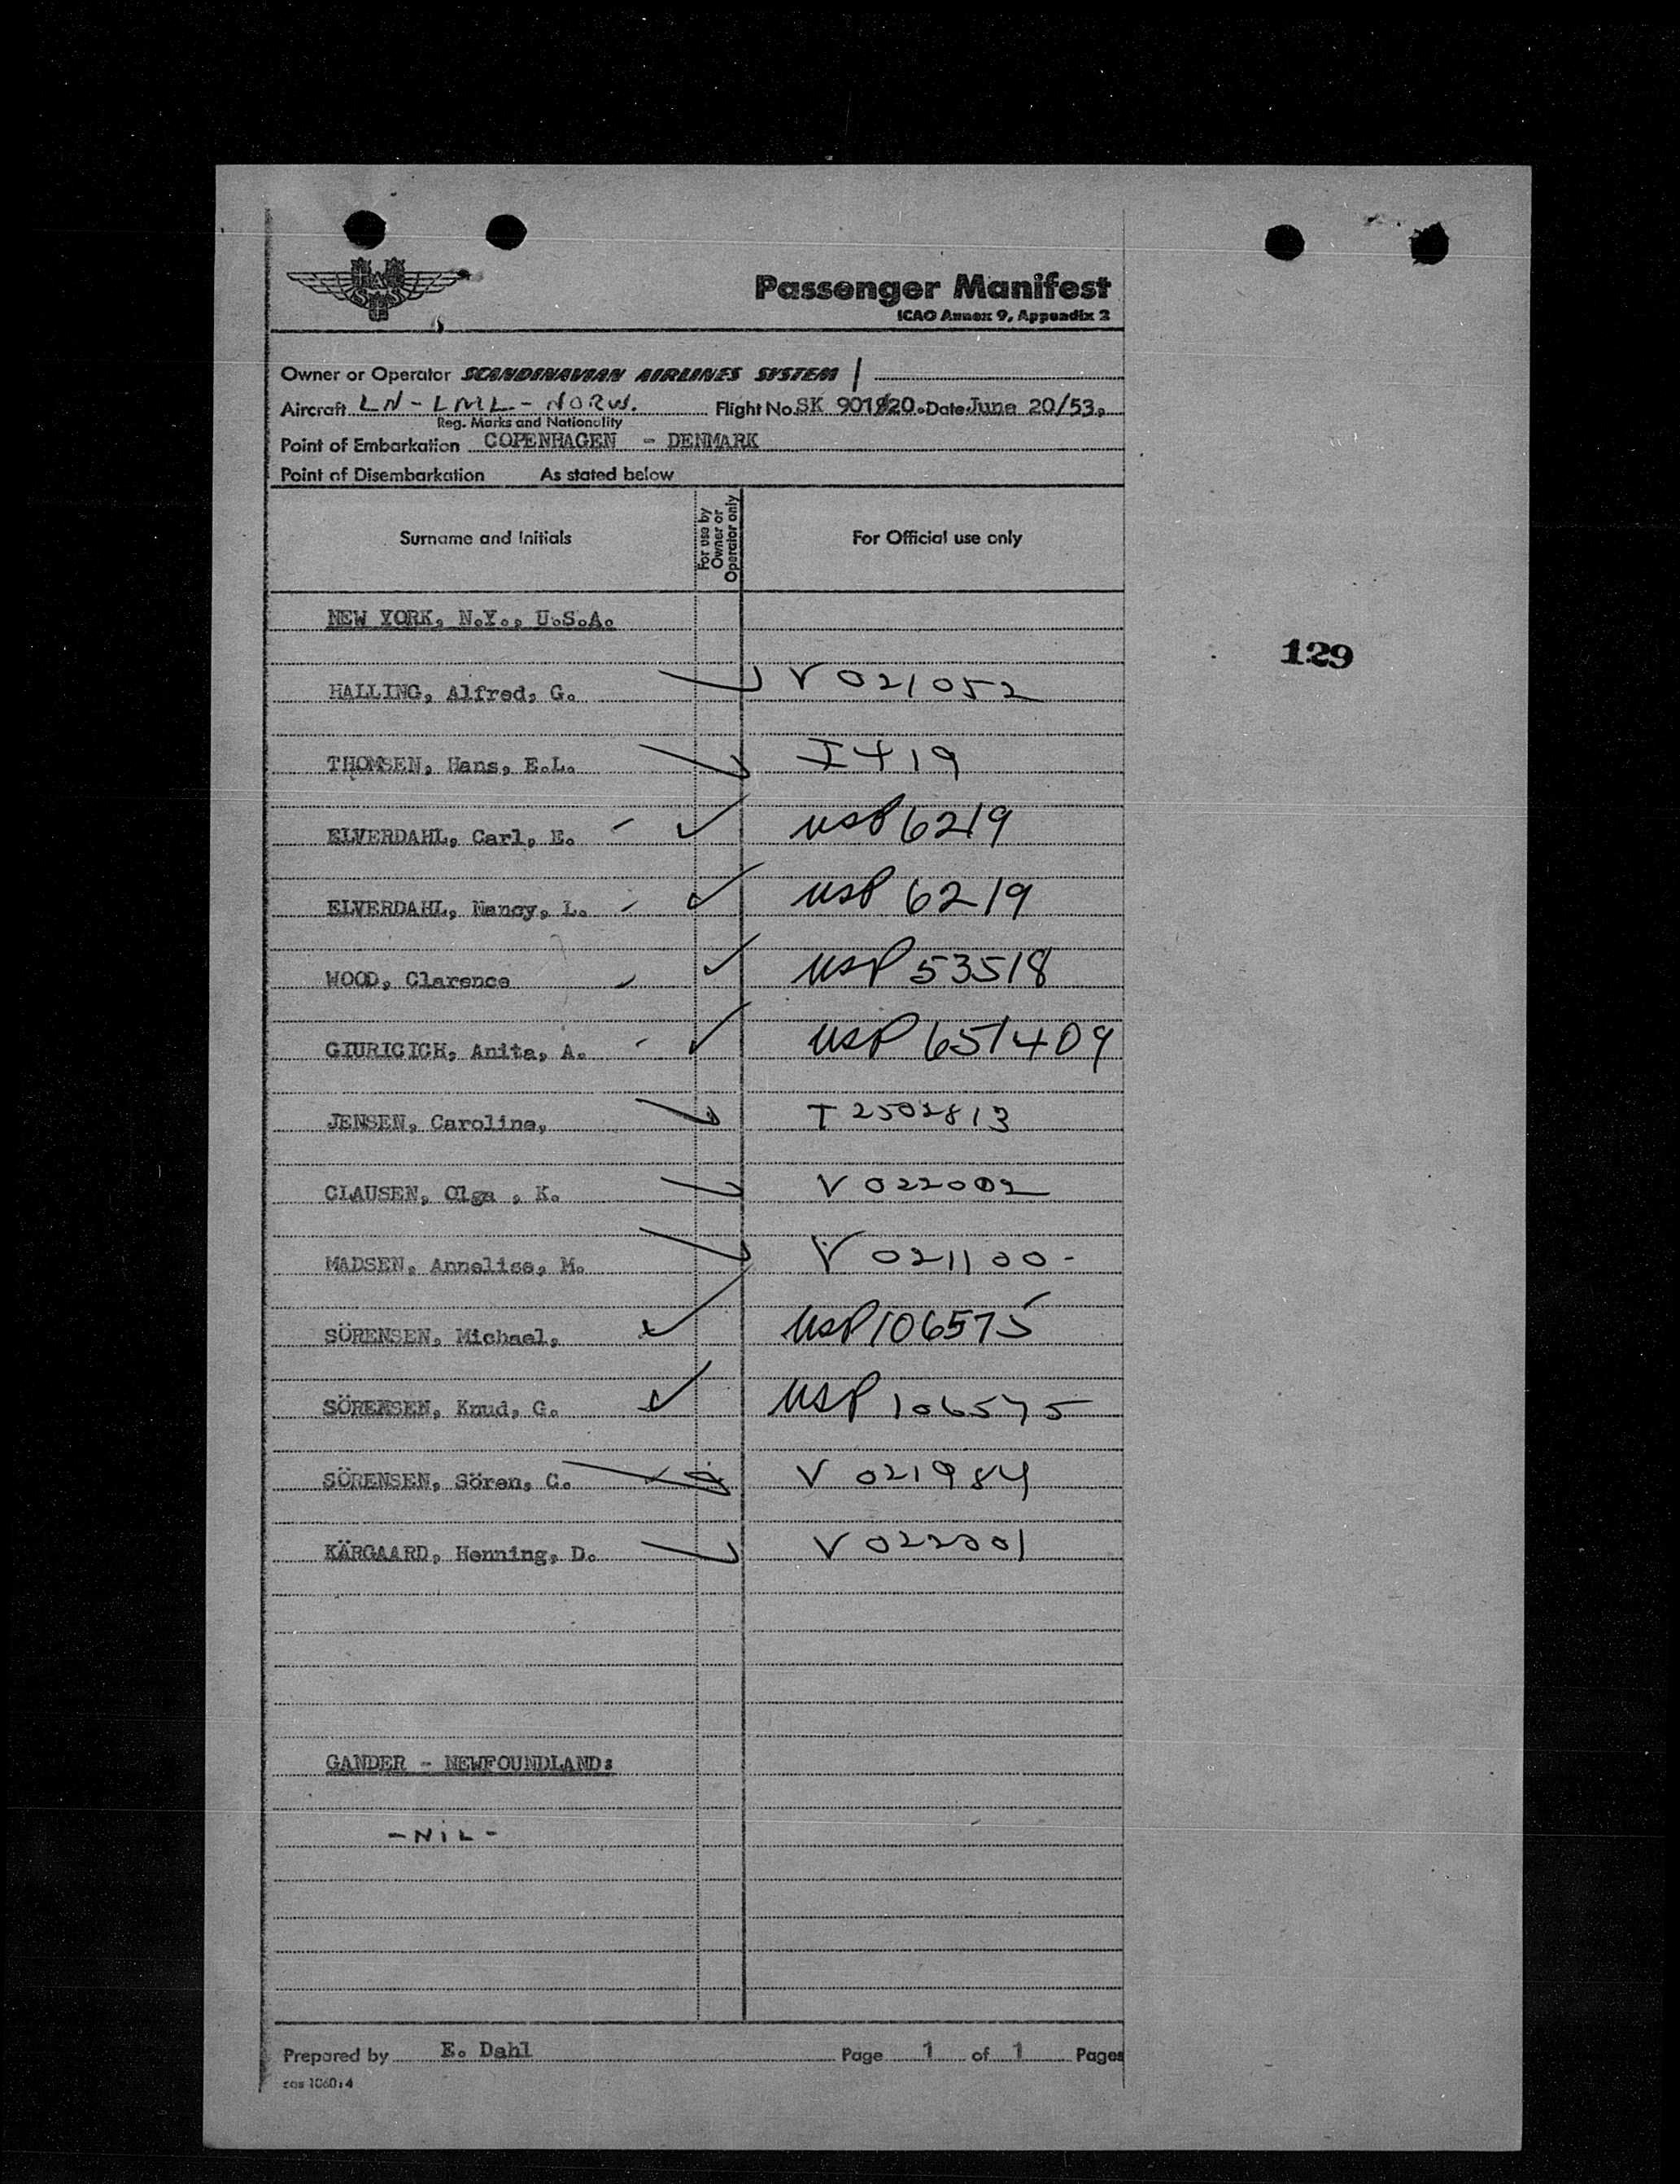 SAS
Passenger Manifest
ICAO Annex 9, Appendix 2
Owner or Operator SCANDINAVIAN AIRLINES SYSTEM /
Aircraft LN-LML-NORW. Flight No. SK 901/20. Date June 20/53.
Reg. Marks and Nationality
Point of Embarkation COPENHAGEN - DENMARK
Point of Disembarkation As stated below
Surname and Initials For use by Owner or Operator only For Official use only
NEW YORK, N.Y., U.S.A.
129
HALLING, Alfred, G. V 021052
THOMSEN, Hans, E.L. I419
ELVERDAHL, Carl, E. USP 6219
ELVERDAHL, Nancy, L. USP 6219
WOOD, Clarence USP 53518
GIURICICH, Anita, A. USP 651409
JENSEN, Caroline, T 2502813
CLAUSEN, Olga , K. V 022002
MADSEN, Annelise, M. V 021100-
SÖRENSEN, Michael, USP 106575
SÖRENSEN, Knud, G. USP 106575
SÖRENSEN, Sören, C. V 021984
KÄRGAARD, Henning, D. V 022001
GANDER - NEWFOUNDLAND:
-NIL-
Prepared by E. Dahl Page 1 of 1 Pages
sas 1060:4